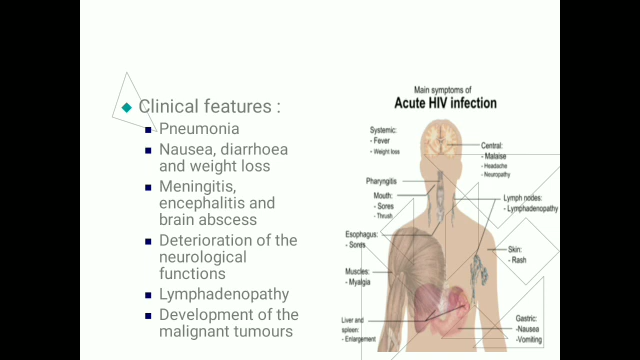 Clinical features :
Pneumonia
Nausea, diarrhoea
and weight loss
Meningitis,
encephalitis and
brain abscess
Deterioration of the
neurological
functions
Lymphadenopathy
Development of the
malignant tumours
Main symptoms of
Acute HIV infection
Systemic:
- Fever
- Weight loss
Central:
- Malaise
- Headache
- Neuropathy
Pharyngitis
Mouth:
- Sores
- Thrush
Lymph nodes:
- Lymphadenopathy
Esophagus:
- Sores
Skin:
- Rash
Muscles:
- Myalgia
Liver and
spleen:
- Enlargement
Gastric:
-Nausea
-Vomiting